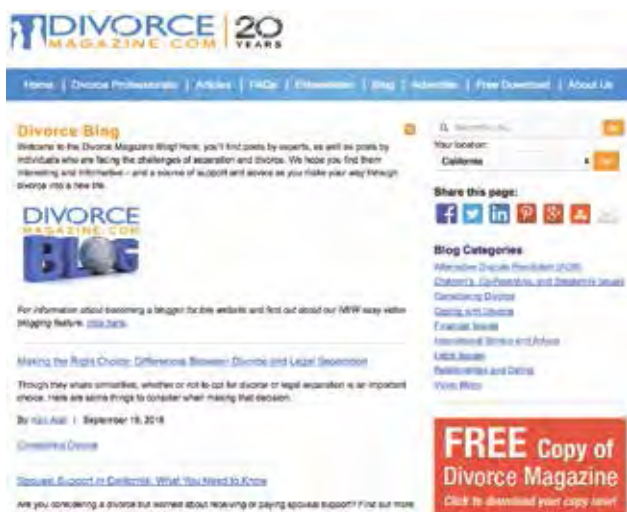 DIVORCE
MAGAZINE.COM
20
YEARS
Home | Divorce Professionals | Articles | FAQs | | Blog | Advertise | Free Download | About Us
Divorce Blog
Welcome to the Divorce Magazine Blog! Here, you'll find posts by experts, as well as posts by
individuals who are facing the challenges of separation and divorce. We hope you find them
interesting and informative – and a source of support and advice as you make your way through
divorce into a new life.
DIVORCE
MAGAZINE.COM
BLOG
For information about becoming a blogger for this website and find out about our NEW easy video
blogging feature, click here.
Making the Right Choice: Differences Between Divorce and Legal Separation
Though they share similarities, whether or not to opt for divorce or legal separation is an important
choice. Here are some things to consider when making that decision.
By | September 19, 2016
Considering Divorce
Spousal Support in California: What You Need to Know
Are you considering a divorce but worried about receiving or paying spousal support? Find out more
Go
Your location:
California
Go
Share this page:
Blog Categories
Alternative Dispute Resolution (ADR)
Children's, Co-Parenting, and Issues
Considering Divorce
Coping with Divorce
Financial Issues
Stories and Advice
Legal Issues
Relationships and Dating
Video Blogs
FREE Copy of
Divorce Magazine
Click to download your copy now!